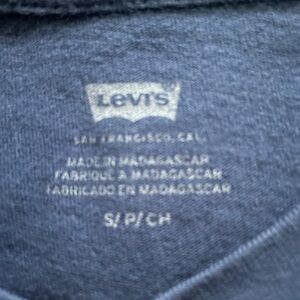 Levi's
SAN FRANCISCO, CAL.
MADE IN MADAGASCAR
FABRIQUÉ A MADAGASCAR
FABRICADO EN MADAGASCAR
S/P/CH